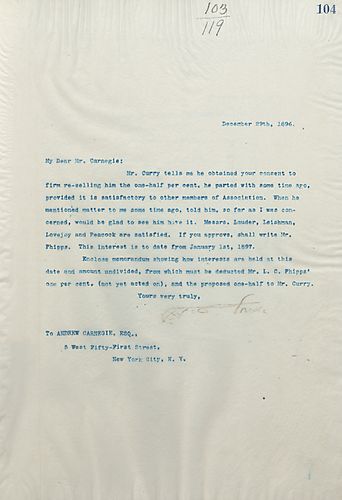 103
119
104
December 29th, 1896.
My Dear Mr. Carnegie:
Mr. Curry tells me he obtained your consent to
firm re-selling him the one-half per cent, he parted with some time ago,
provided it is satisfactory to other members of Association. When he
mentioned matter to me some time ago, told him, so far as I was con-
cerned, would be glad to see him have it. Messrs. Lauder, Leishman,
Lovejoy and Peacock are satisfied. If you approve, shall write Mr.
Phipps. This interest is to date from January 1st, 1897.
Enclose memorandum showing how interests are held at this
date and amount undivided, from which must be deducted Mr. L. C. Phipps'
one per cent, (not yet acted on), and the proposed one-half to Mr. Curry.
Yours very truly,
To ANDREW CARNEGIE, ESQ.,
5 West Fifty-First Street,
New York City, N. Y.